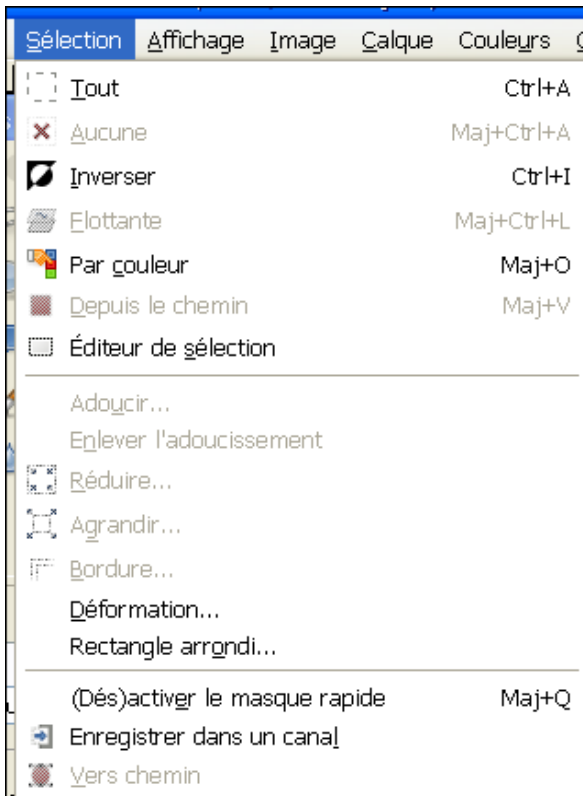 Sélection Affichage Image Calque Couleurs
Tout Ctrl+A
Aucune Maj+Ctrl+A
Inverser Ctrl+I
Flottante Maj+Ctrl+L
Par couleur Maj+O
Depuis le chemin Maj+V
Éditeur de sélection
Adoucir...
Enlever l'adoucissement
Réduire...
Agrandir...
Bordure...
Déformation...
Rectangle arrondi...
(Dés)activer le masque rapide Maj+Q
Enregistrer dans un canal
Vers chemin